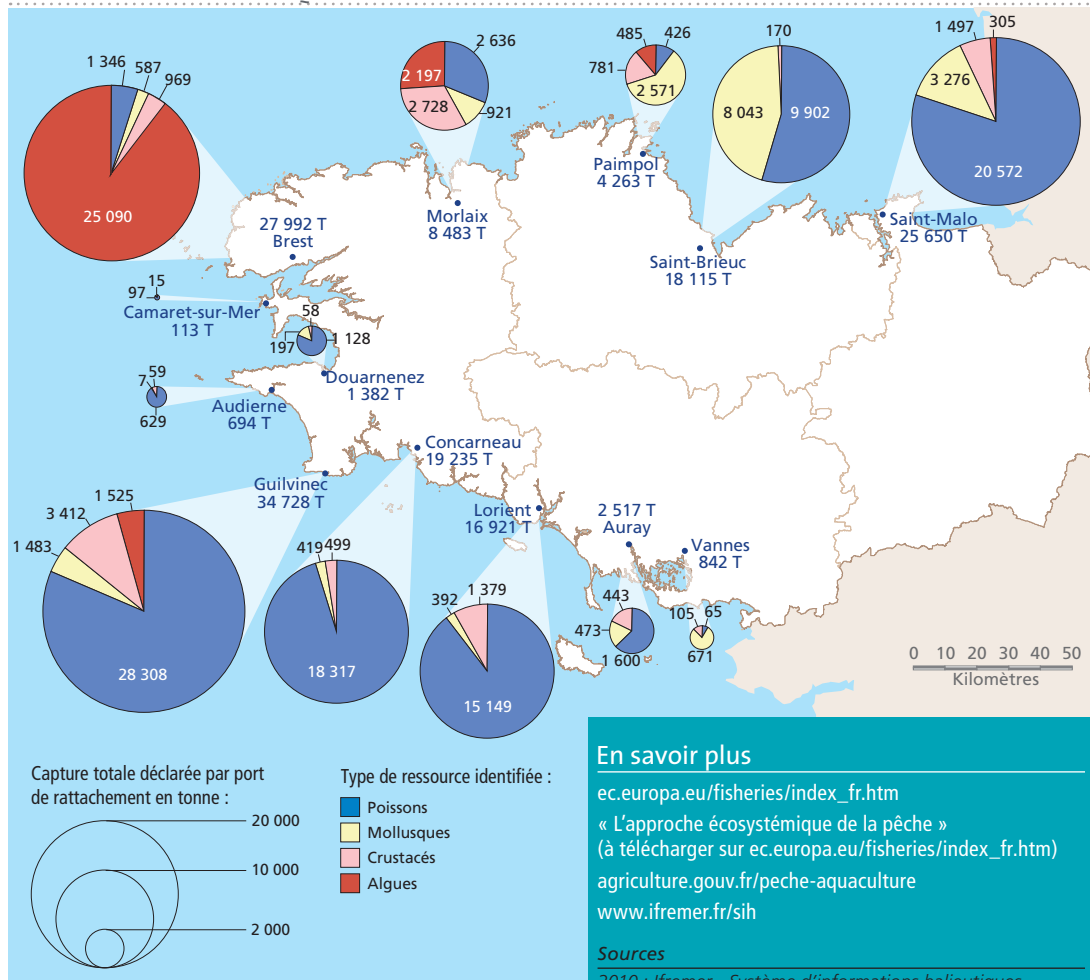 1 346
587
969
25 090
27 992 T
Brest
2 636
921
2 728
2 197
Morlaix
8 483 T
485
426
781
2 571
Paimpol
4 263 T
170
8 043
9 902
Saint-Brieuc
18 115 T
1 497
305
3 276
20 572
Saint-Malo
25 650 T
15
97
Camaret-sur-Mer
113 T
58
197
1 128
Douarnenez
1 382 T
59
7
629
Audierne
694 T
Guilvinec
34 728 T
1 525
3 412
1 483
28 308
Concarneau
19 235 T
419
499
18 317
Lorient
16 921 T
392
1 379
15 149
2 517 T
Auray
443
473
1 600
Vannes
842 T
105
65
671
0 10 20 30 40 50
Kilomètres
Capture totale déclarée par port
de rattachement en tonne :
20 000
10 000
2 000
Type de ressource identifiée :
Poissons
Mollusques
Crustacés
Algues
En savoir plus
ec.europa.eu/fisheries/index_fr.htm
« L'approche écosystémique de la pêche »
(à télécharger sur ec.europa.eu/fisheries/index_fr.htm)
agriculture.gouv.fr/peche-aquaculture
www.ifremer.fr/sih
Sources
2010 : Ifremer - Système d'informations halieutiques